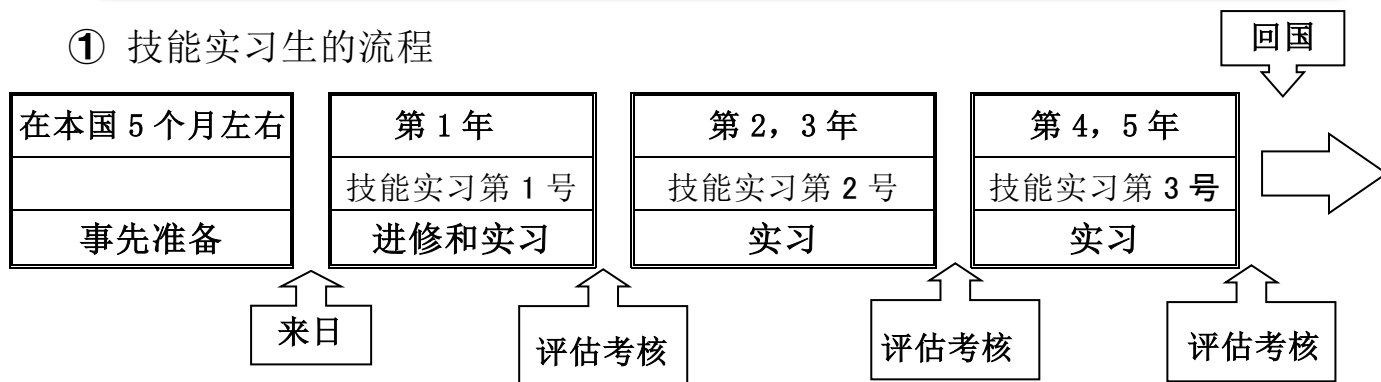 ① 技能实习生的流程
回国
在本国 5 个月左右
事先准备
来日
第 1 年
技能实习第 1 号
进修和实习
评估考核
第 2，3 年
技能实习第 2 号
实习
评估考核
第 4，5 年
技能实习第 3 号
实习
评估考核